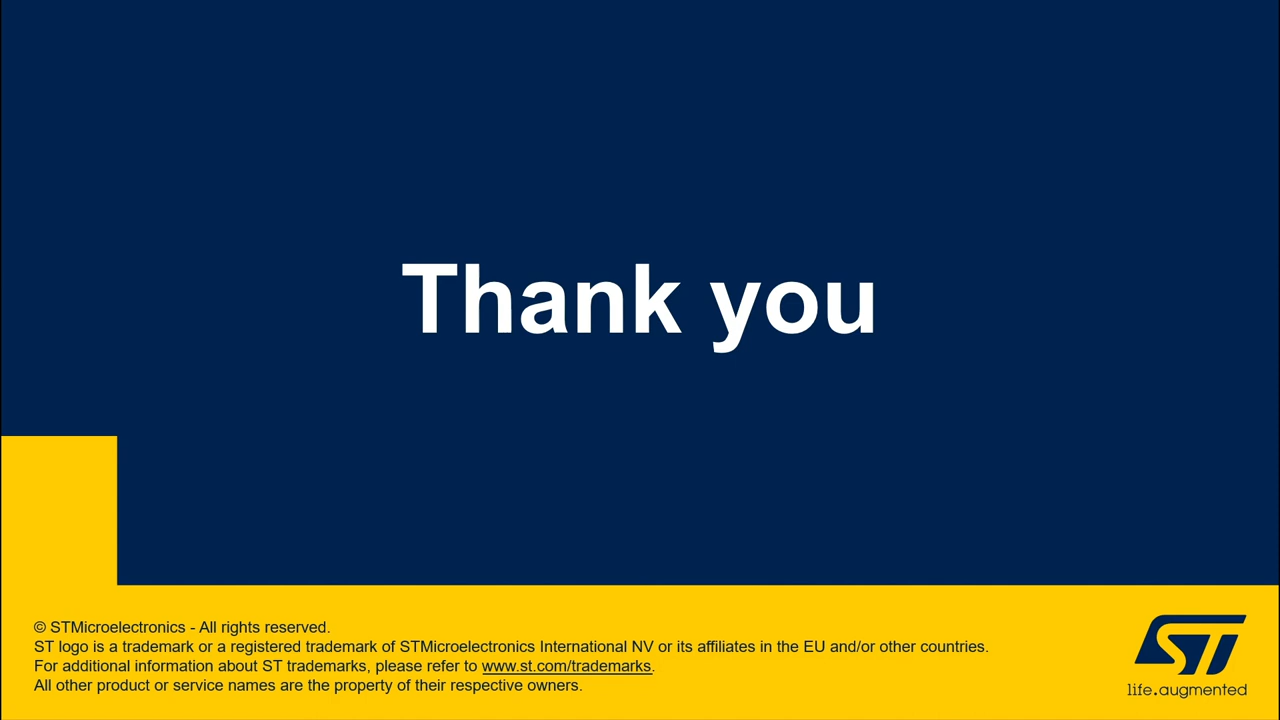 Thank you
© STMicroelectronics - All rights reserved.
ST logo is a trademark or a registered trademark of STMicroelectronics International NV or its affiliates in the EU and/or other countries.
For additional information about ST trademarks, please refer to www.st.com/trademarks.
All other product or service names are the property of their respective owners.
ST
life.augmented